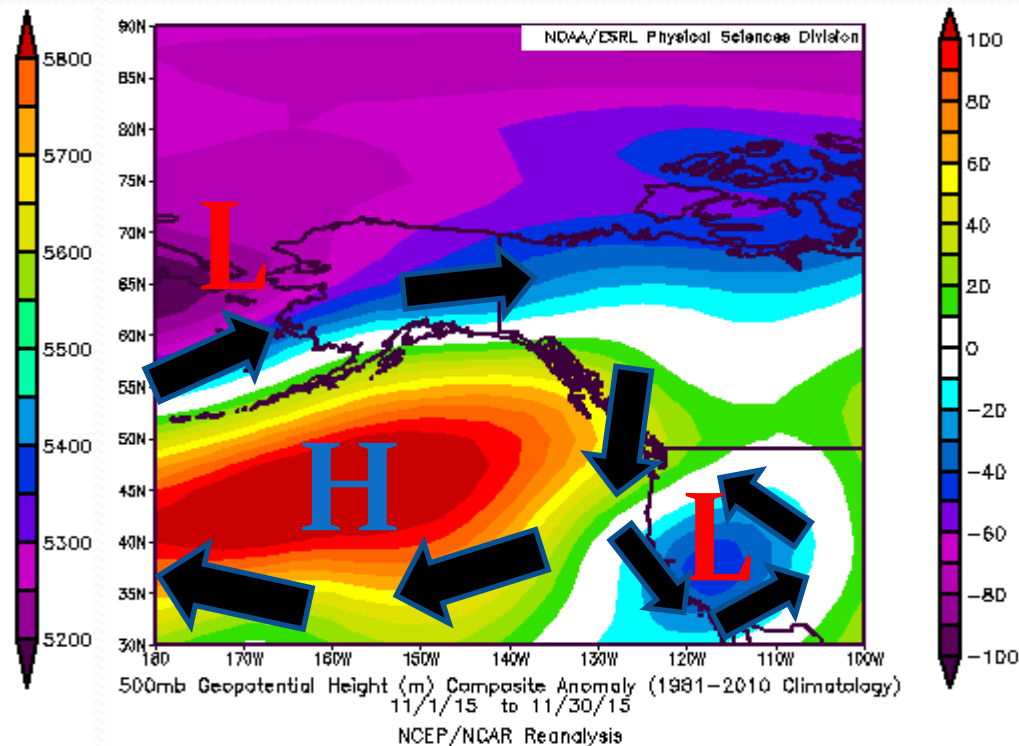 NOAA/ESRL Physical Sciences Division
5800
5700
5600
5500
5400
5300
5200
90N
85N
80N
75N
70N
65N
60N
55N
50N
45N
40N
35N
30N
L
H
L
100
80
60
40
20
0
-20
-40
-60
-80
-100
180 170W 160W 150W 140W 130W 120W 110W 100W
500mb Geopotential Height (m) Composite Anomaly (1981-2010 Climatology)
11/1/15 to 11/30/15
NCEP/NCAR Reanalysis